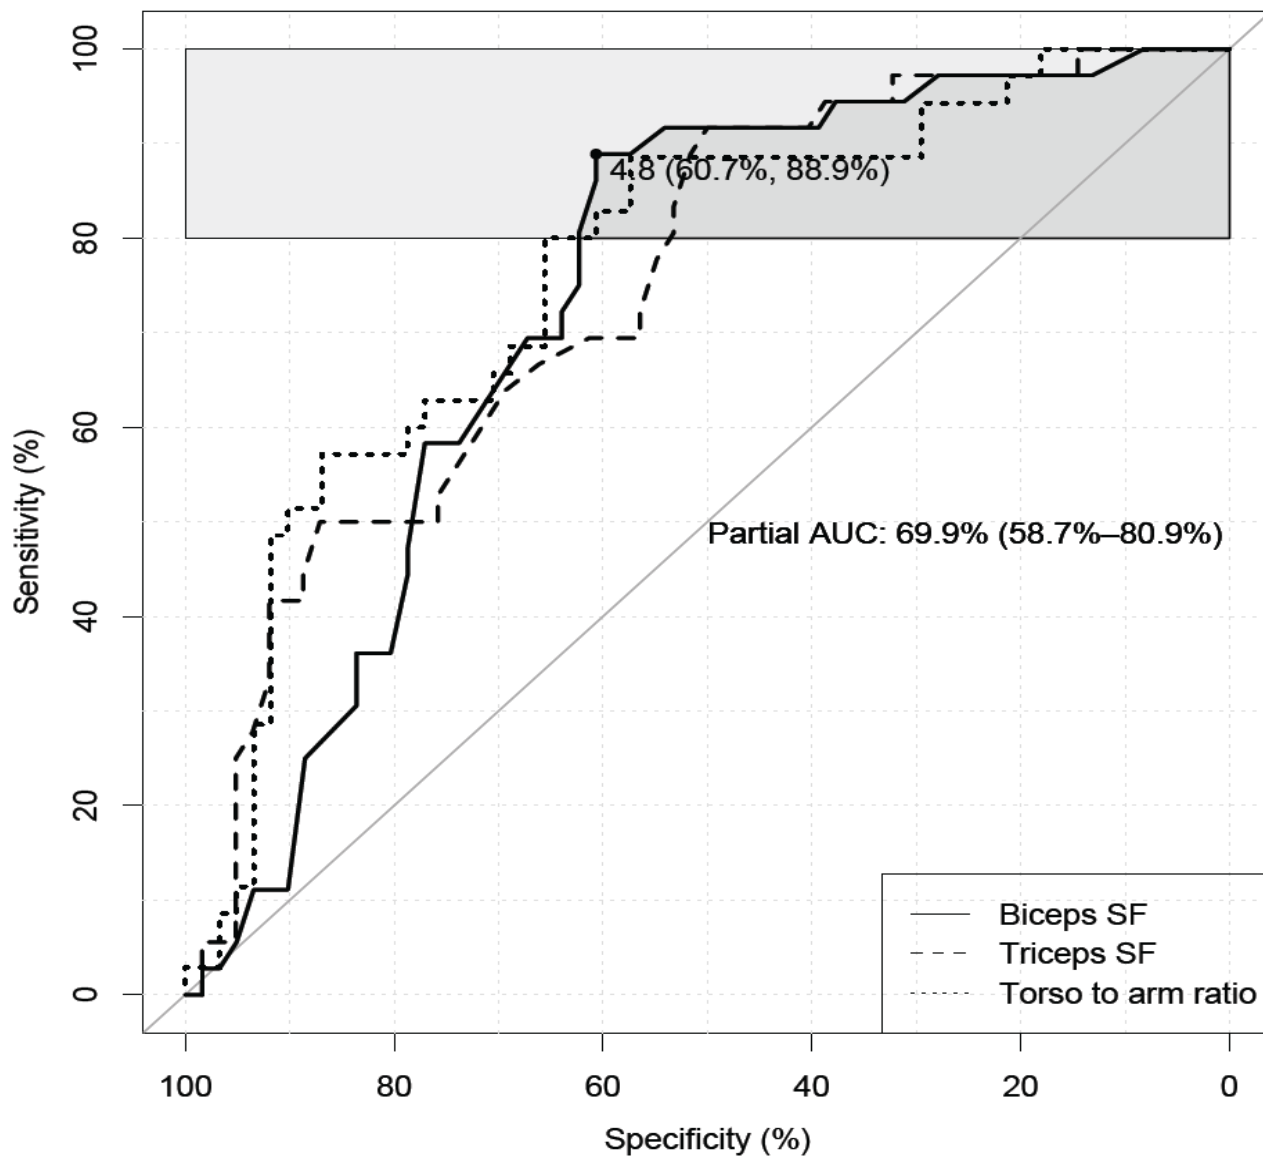 100
80
60
40
20
0
Sensitivity (%)
4.8 (60.7%, 88.9%)
Partial AUC: 69.9% (58.7%–80.9%)
Biceps SF
Triceps SF
Torso to arm ratio
100 80 60 40 20 0
Specificity (%)